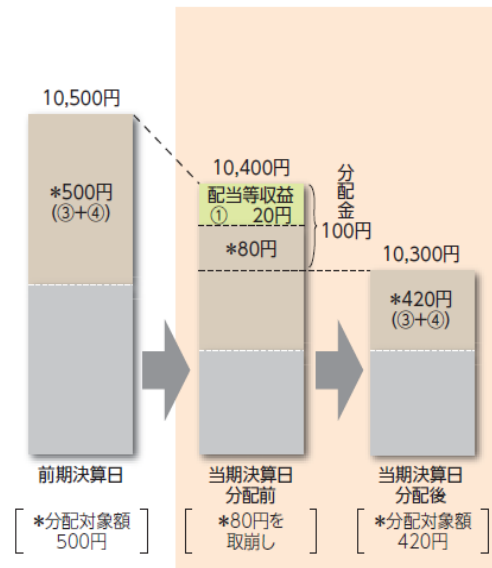 10,500円
*500円
(③+④)
前期決算日
*分配対象額
500円
10,400円
配当等収益
① 20円
*80円
分配金
100円
当期決算日
分配前
*80円を
取崩し
10,300円
*420円
(③+④)
当期決算日
分配後
*分配対象額
420円